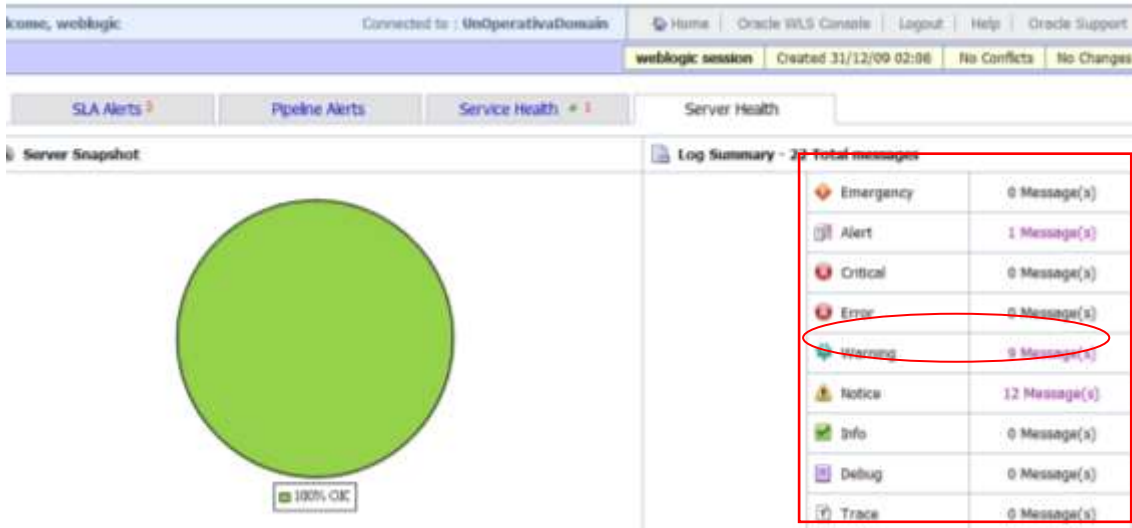 lcome, weblogic Connected to : UnOperativaDomain Home | Oracle WLS Console | Logout | Help | Oracle Support
weblogic session Created 31/12/09 02:06 No Conflicts No Changes
SLA Alerts 3 Pipeline Alerts Service Health 1 Server Health
Server Snapshot
100% OK
Log Summary - 22 Total messages
Emergency 0 Message(s)
Alert 1 Message(s)
Critical 0 Message(s)
Error 0 Message(s)
Warning 9 Message(s)
Notice 12 Message(s)
Info 0 Message(s)
Debug 0 Message(s)
Trace 0 Message(s)